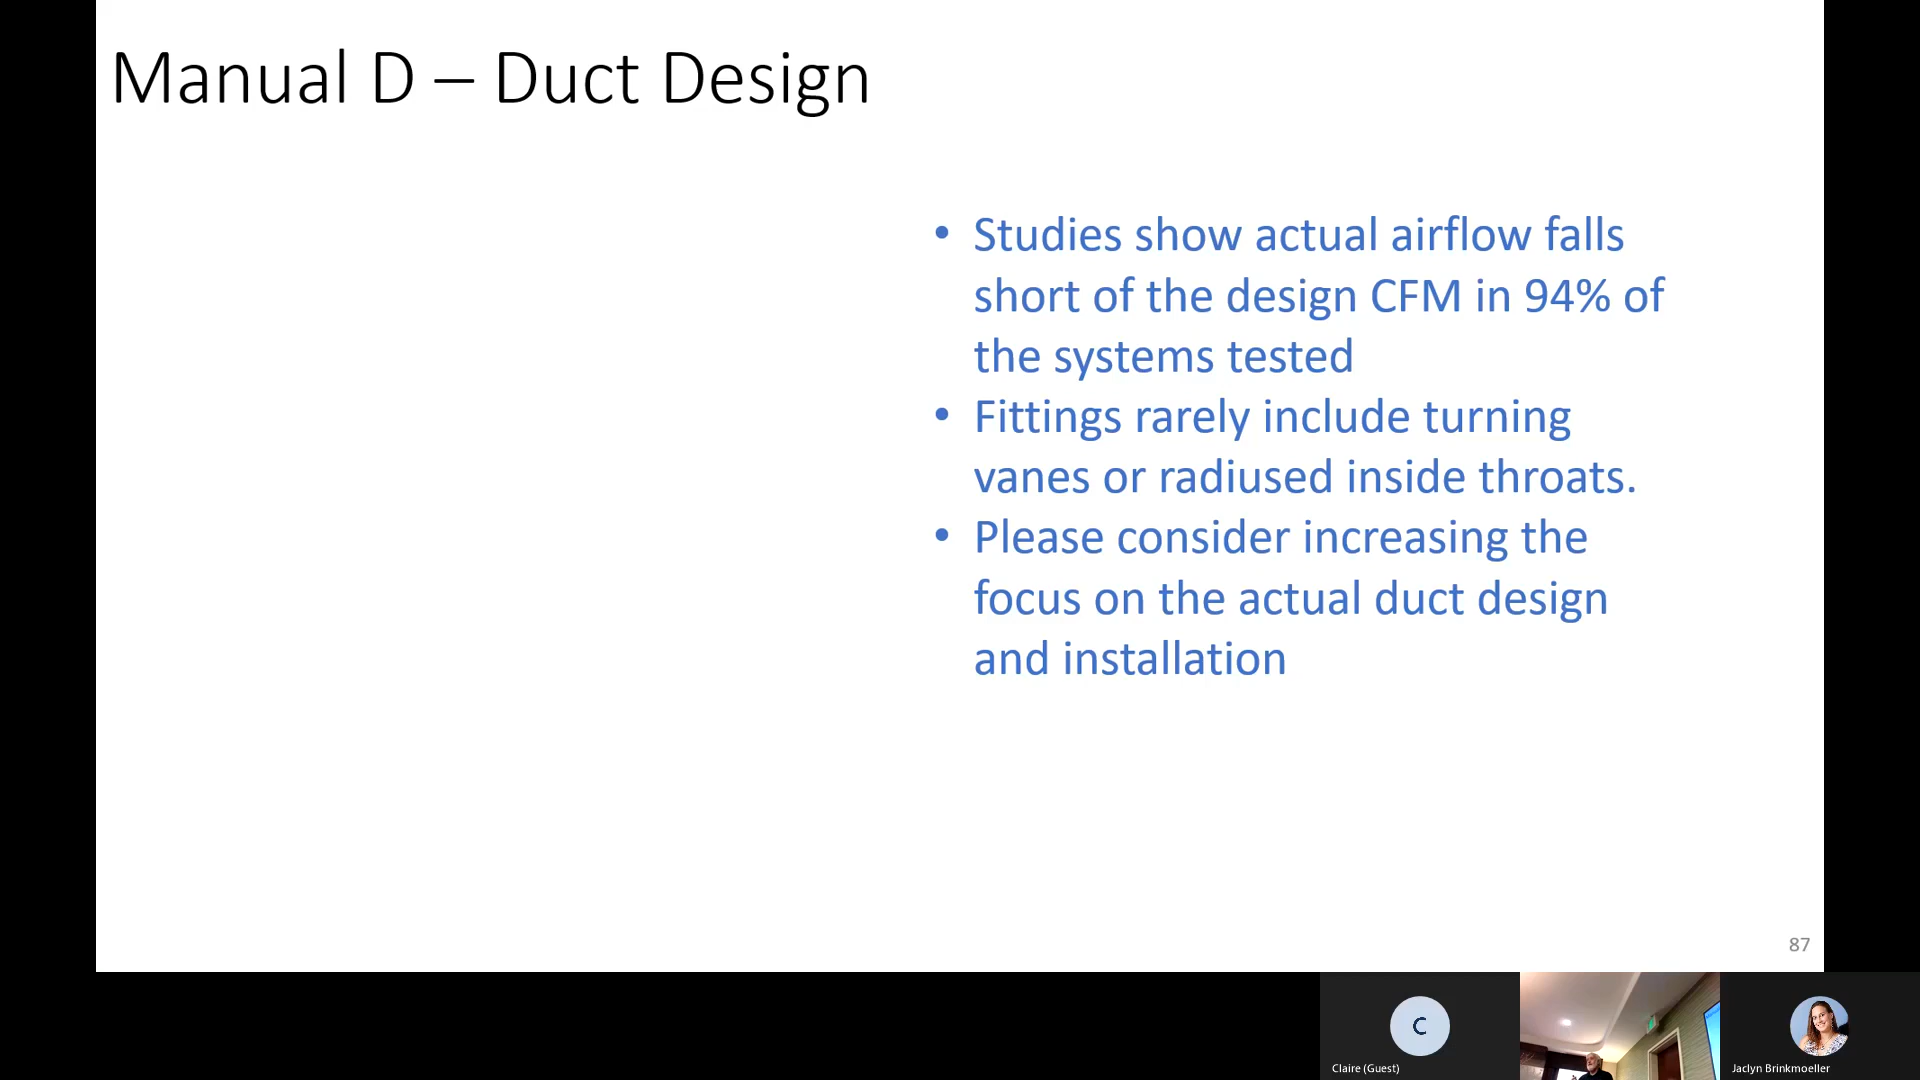 Manual D – Duct Design
• Studies show actual airflow falls
short of the design CFM in 94% of
the systems tested
• Fittings rarely include turning
vanes or radiused inside throats.
• Please consider increasing the
focus on the actual duct design
and installation
87
C
Claire (Guest)
Jaclyn Brinkmoeller